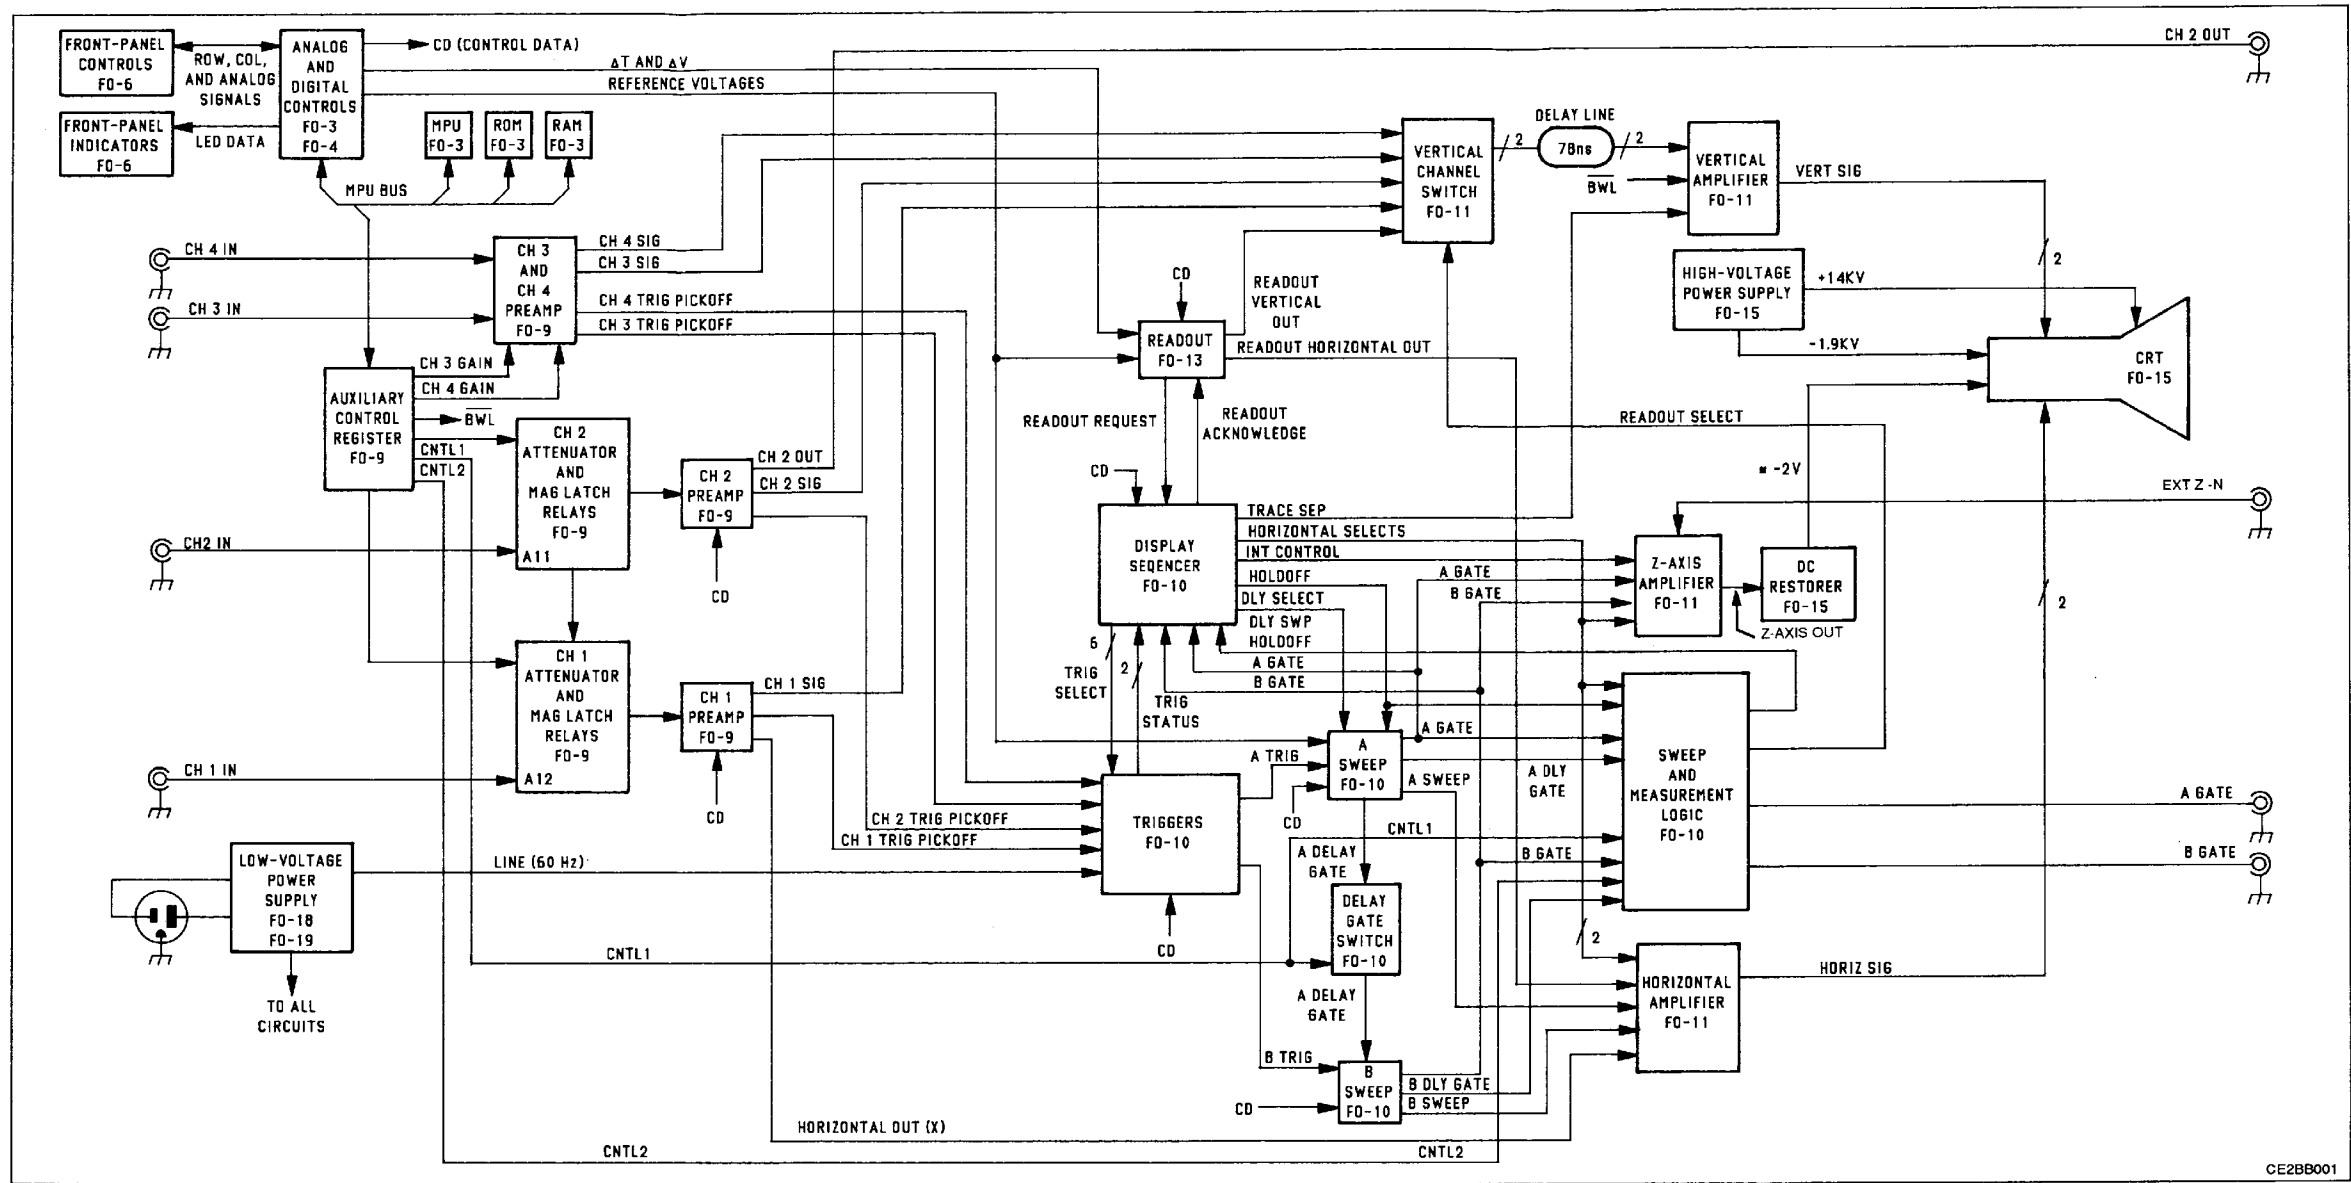 FRONT-PANEL
CONTROLS
FO-6
ROW, COL,
AND ANALOG
SIGNALS
ANALOG
AND
DIGITAL
CONTROLS
FO-3
FO-4
CD (CONTROL DATA)
ΔT AND ΔV
REFERENCE VOLTAGES
CH 2 OUT
FRONT-PANEL
INDICATORS
FO-6
LED DATA
MPU
FO-3
ROM
FO-3
RAM
FO-3
MPU BUS
VERTICAL
CHANNEL
SWITCH
FO-11
2
DELAY LINE
78ns
2
BWL
VERTICAL
AMPLIFIER
FO-11
VERT SIG
2
CH 4 IN
CH 3 IN
CH 3
AND
CH 4
PREAMP
FO-9
CH 4 SIG
CH 3 SIG
CH 4 TRIG PICKOFF
CH 3 TRIG PICKOFF
CD
READOUT
FO-13
READOUT
VERTICAL
OUT
READOUT HORIZONTAL OUT
HIGH-VOLTAGE
POWER SUPPLY
FO-15
+14KV
-1.9KV
CRT
FO-15
AUXILIARY
CONTROL
REGISTER
FO-9
CH 3 GAIN
CH 4 GAIN
BWL
CNTL1
CNTL2
CH 2
ATTENUATOR
AND
MAG LATCH
RELAYS
FO-9
A11
CH 2
PREAMP
FO-9
CH 2 OUT
CH 2 SIG
CD
CH2 IN
READOUT REQUEST
READOUT
ACKNOWLEDGE
READOUT SELECT
-2V
EXT Z-N
CD
DISPLAY
SEQENCER
FO-10
TRACE SEP
HORIZONTAL SELECTS
INT CONTROL
HOLDOFF
DLY SELECT
DLY SWP
HOLDOFF
A GATE
B GATE
A GATE
B GATE
Z-AXIS
AMPLIFIER
FO-11
DC
RESTORER
FO-15
Z-AXIS OUT
2
6
TRIG
SELECT
2
TRIG
STATUS
CH 1
ATTENUATOR
AND
MAG LATCH
RELAYS
FO-9
A12
CH 1
PREAMP
FO-9
CH 1 SIG
CD
CH 1 IN
A
SWEEP
FO-10
A TRIG
CD
A GATE
A SWEEP
A DLY
GATE
SWEEP
AND
MEASUREMENT
LOGIC
FO-10
A GATE
B GATE
TRIGGERS
FO-10
CH 2 TRIG PICKOFF
CH 1 TRIG PICKOFF
LINE (60 Hz)
CD
CNTL1
B GATE
A DELAY
GATE
DELAY
GATE
SWITCH
FO-10
A DELAY
GATE
LOW-VOLTAGE
POWER
SUPPLY
FO-18
FO-19
TO ALL
CIRCUITS
CNTL1
2
HORIZONTAL
AMPLIFIER
FO-11
HORIZ SIG
B TRIG
B
SWEEP
FO-10
CD
B DLY GATE
B SWEEP
HORIZONTAL OUT (X)
CNTL2
CNTL2
CE2BB001